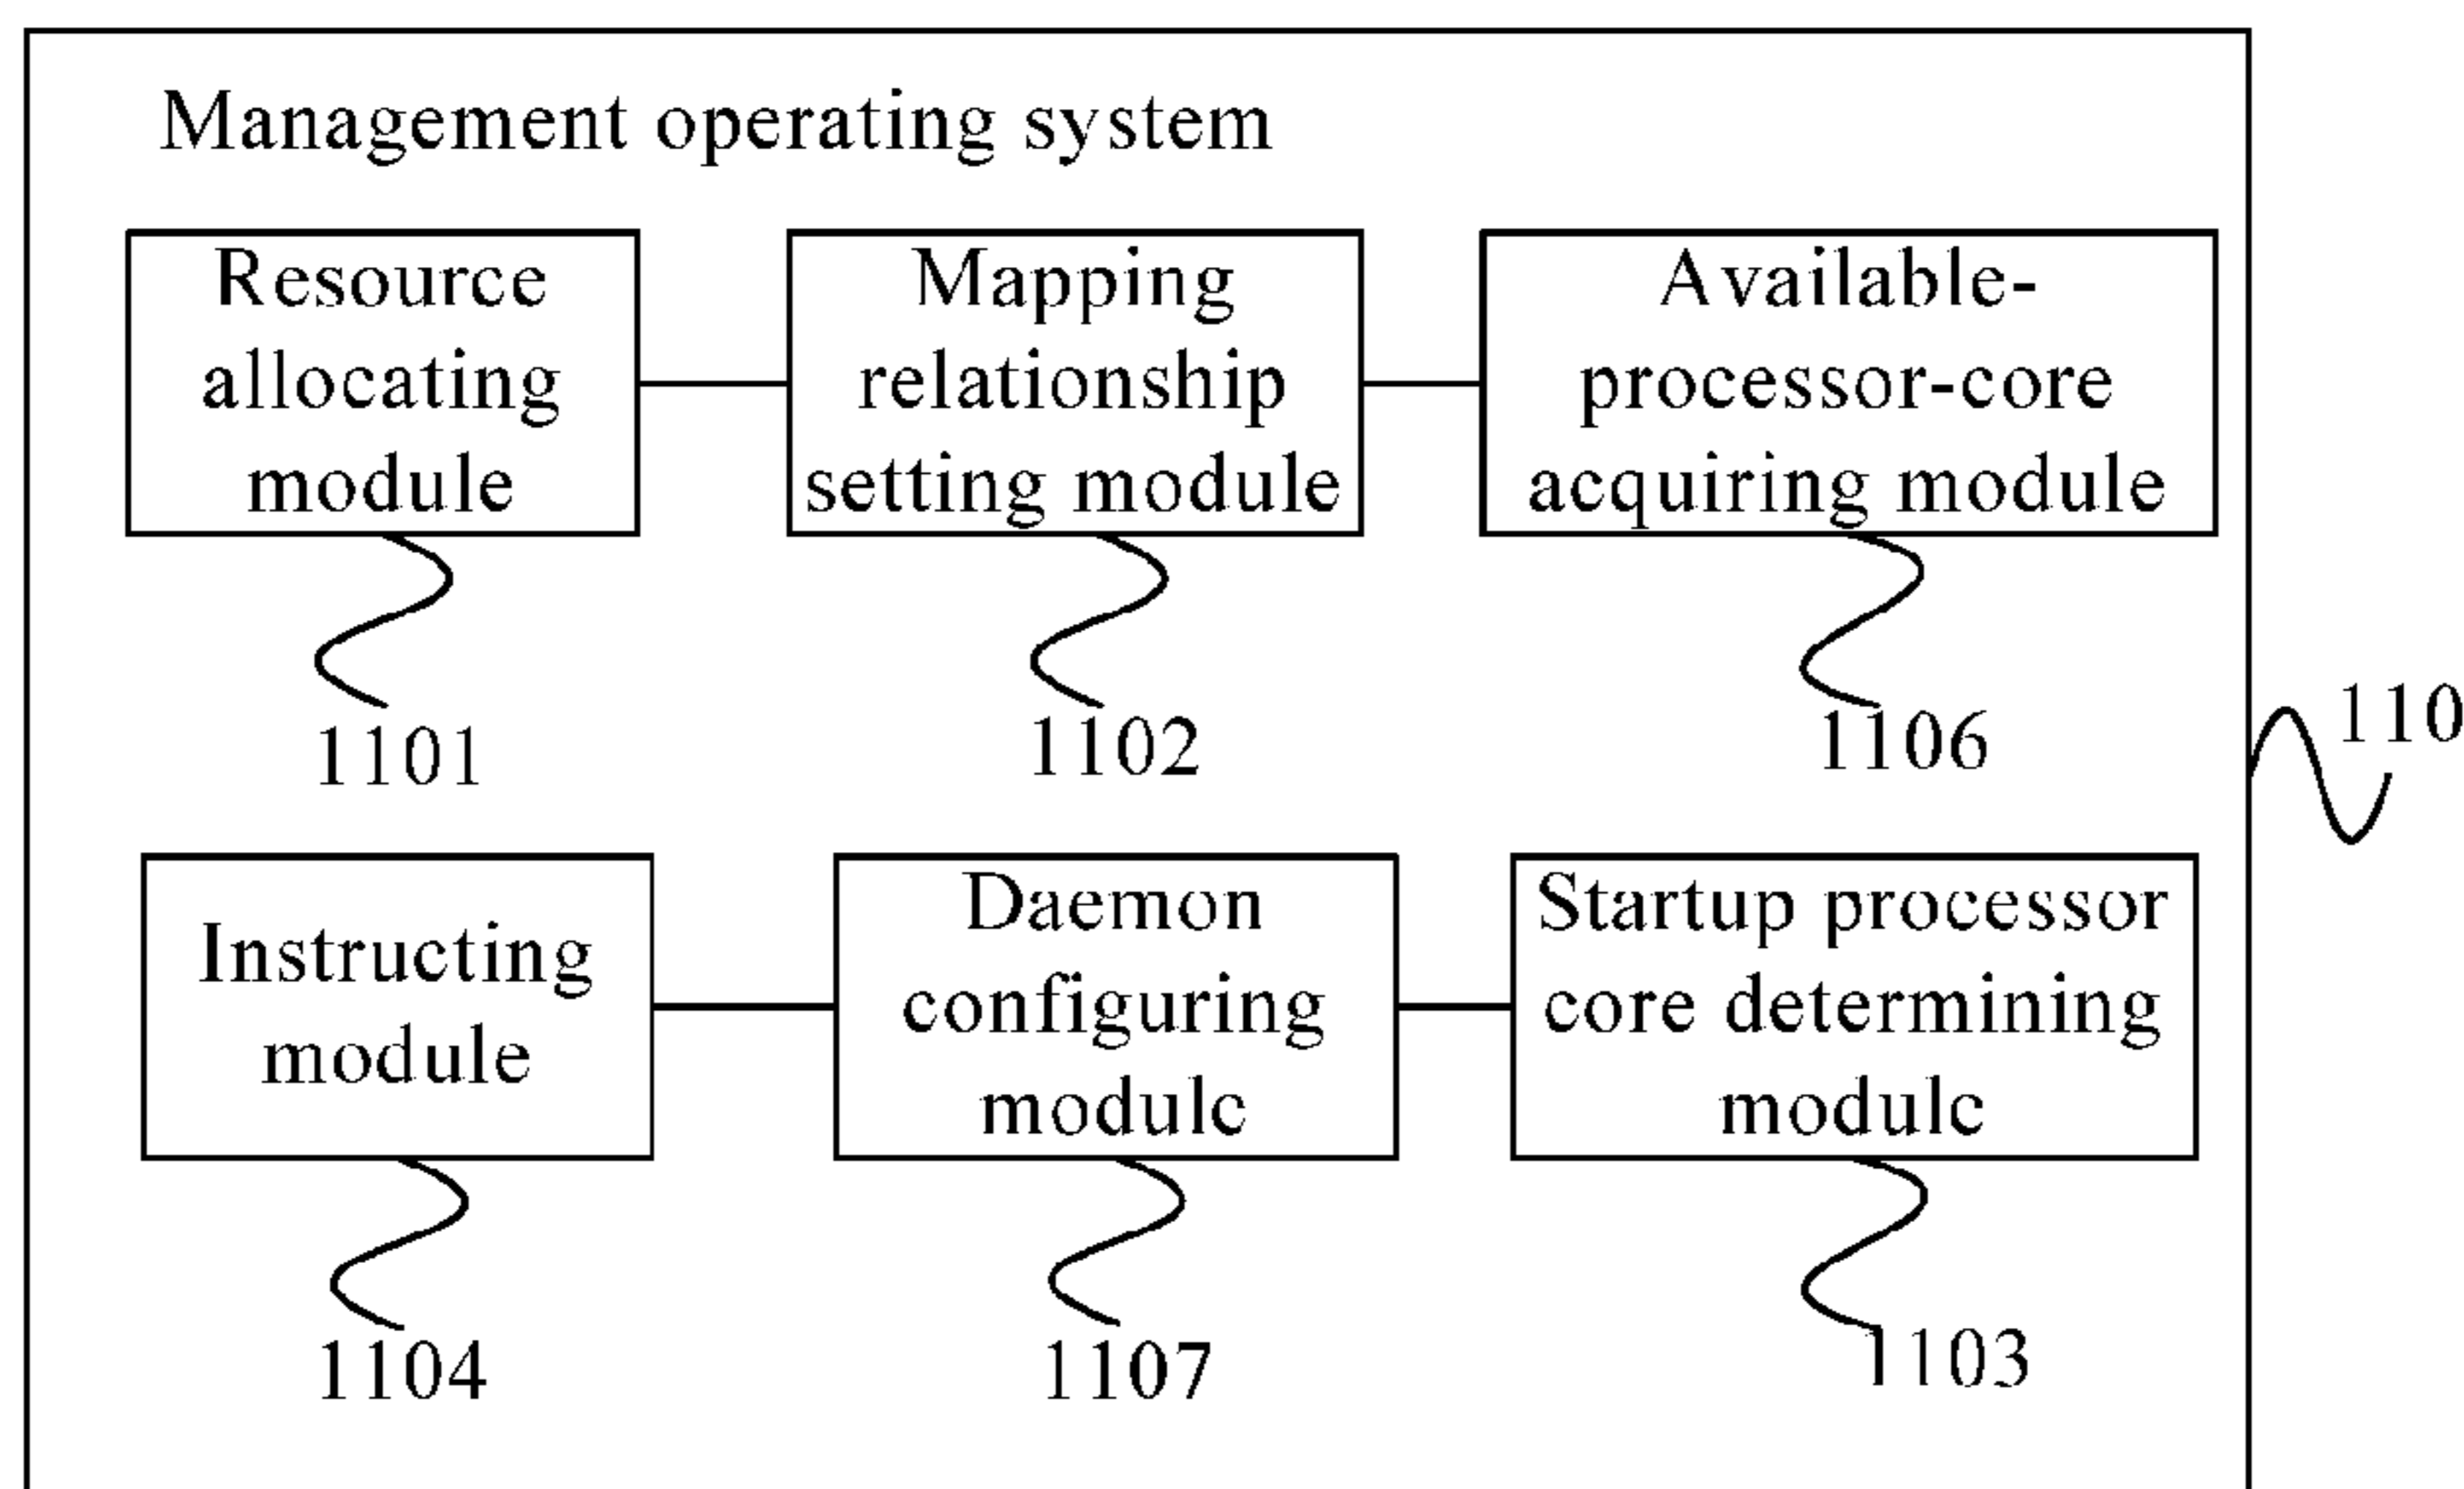 Management operating system
Resource
allocating
module
Mapping
relationship
setting module
Available-
processor-core
acquiring module
1101
1102
1106
110
Instructing
module
Daemon
configuring
module
Startup processor
core determining
module
1104
1107
1103